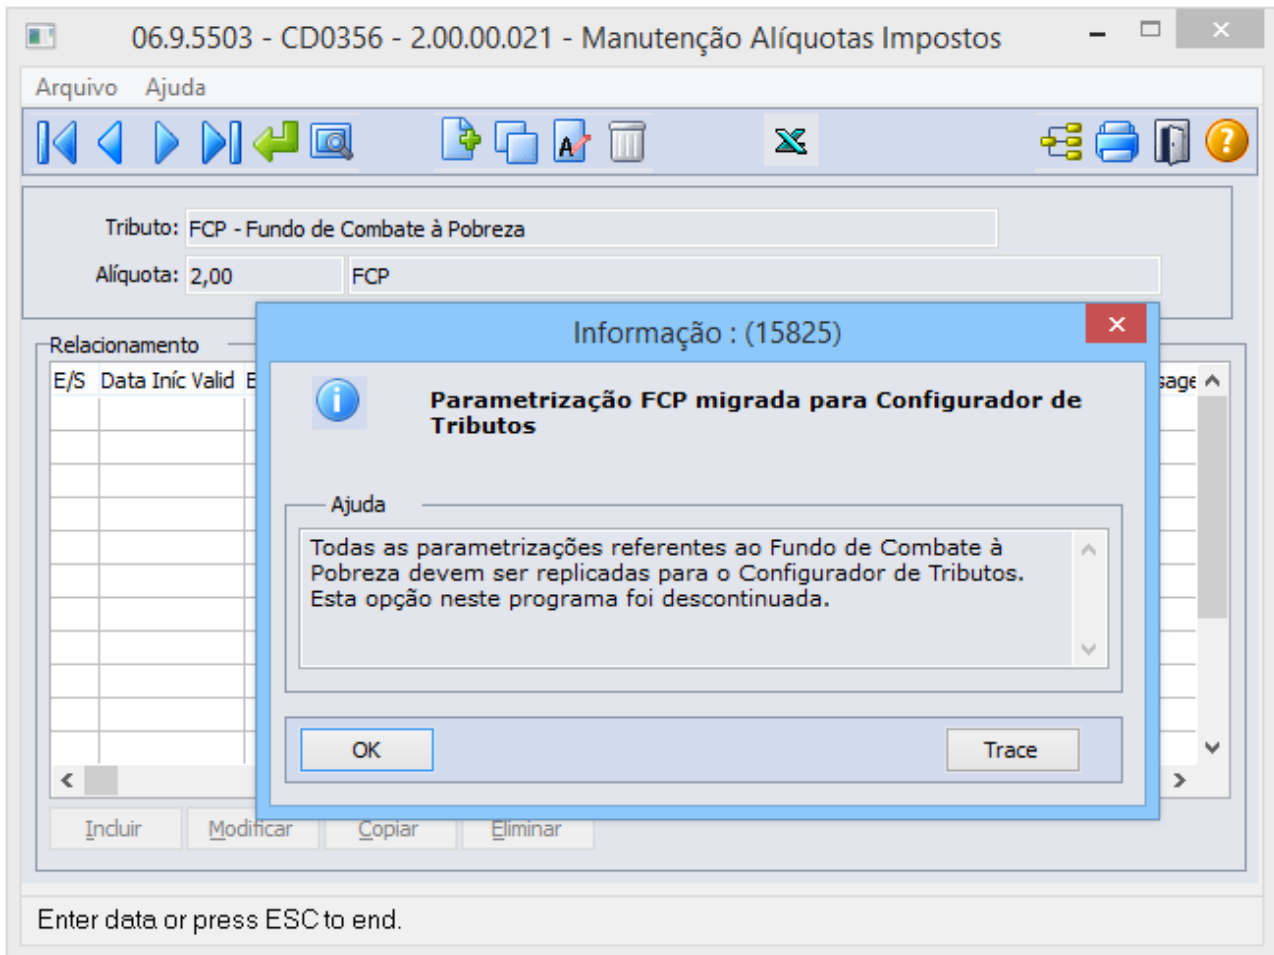 06.9.5503 - CD0356 - 2.00.00.021 - Manutenção Alíquotas Impostos
Arquivo Ajuda
Tributo: FCP - Fundo de Combate à Pobreza
Alíquota: 2,00 FCP
Informação : (15825)
Relacionamento
E/S Data Iníc Valid
Parametrização FCP migrada para Configurador de
Tributos
Ajuda
Todas as parametrizações referentes ao Fundo de Combate à
Pobreza devem ser replicadas para o Configurador de Tributos.
Esta opção neste programa foi descontinuada.
OK Trace
Incluir Modificar Copiar Eliminar
Enter data or press ESC to end.